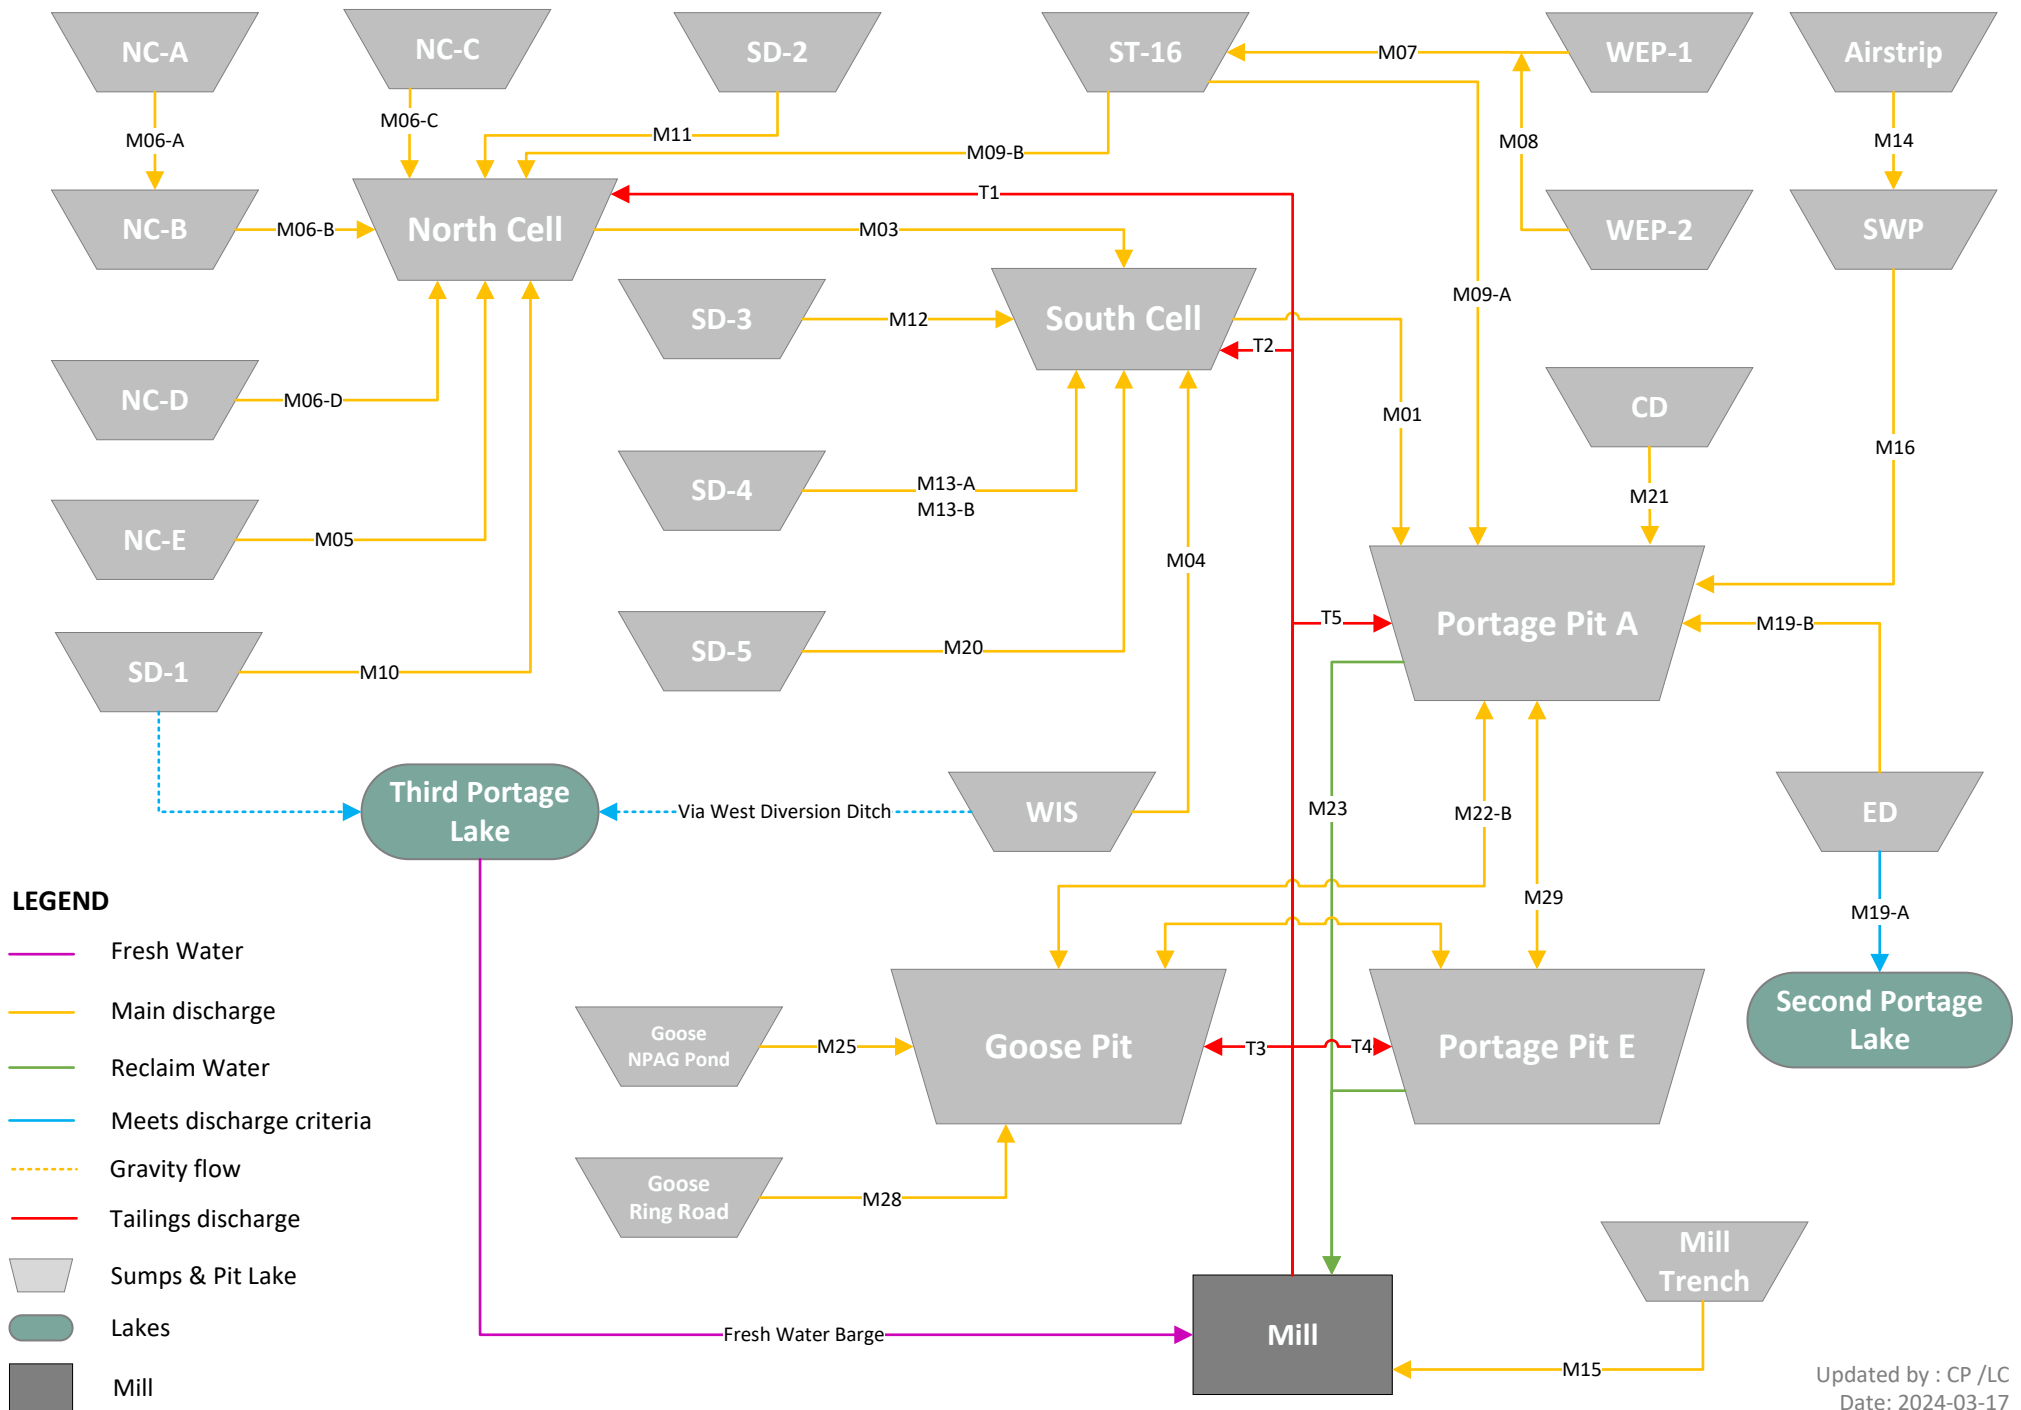 NC-A
NC-C
SD-2
ST-16
M07
WEP-1
Airstrip
M06-A
M06-C
M11
M09-B
M08
M14
NC-B
M06-B
North Cell
T1
M03
WEP-2
SWP
SD-3
M12
South Cell
T2
M09-A
NC-D
M06-D
M01
CD
M16
SD-4
M13-A
M13-B
M21
NC-E
M05
M04
SD-5
M20
T5
Portage Pit A
M19-B
SD-1
M10
Third Portage
Lake
Via West Diversion Ditch
WIS
M23
M22-B
ED
M29
M19-A
LEGEND
Fresh Water
Main discharge
Reclaim Water
Meets discharge criteria
Gravity flow
Tailings discharge
Sumps & Pit Lake
Lakes
Mill
Goose
NPAG Pond
M25
Goose Pit
T3
T4
Portage Pit E
Second Portage
Lake
Goose
Ring Road
M28
Mill
Trench
Fresh Water Barge
Mill
M15
Updated by : CP /LC
Date: 2024-03-17